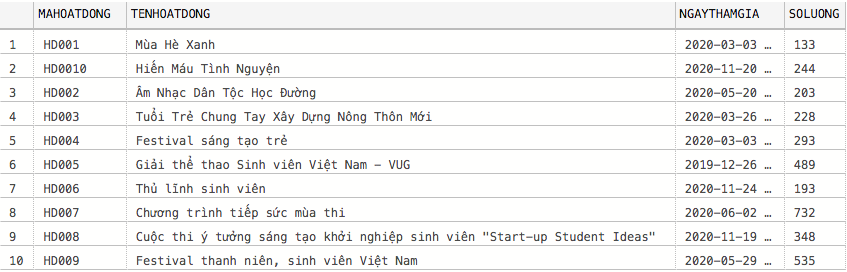 MAHOATDONG TENHOATDONG NGAYTHAMGIA SOLUONG
1 HD001 Mùa Hè Xanh 2020-03-03 … 133
2 HD0010 Hiến Máu Tình Nguyện 2020-11-20 … 244
3 HD002 Âm Nhạc Dân Tộc Học Đường 2020-05-20 … 203
4 HD003 Tuổi Trẻ Chung Tay Xây Dựng Nông Thôn Mới 2020-03-26 … 228
5 HD004 Festival sáng tạo trẻ 2020-03-03 … 293
6 HD005 Giải thể thao Sinh viên Việt Nam - VUG 2019-12-26 … 489
7 HD006 Thủ lĩnh sinh viên 2020-11-24 … 193
8 HD007 Chương trình tiếp sức mùa thi 2020-06-02 … 732
9 HD008 Cuộc thi ý tưởng sáng tạo khởi nghiệp sinh viên "Start-up Student Ideas" 2020-11-19 … 348
10 HD009 Festival thanh niên, sinh viên Việt Nam 2020-05-29 … 535